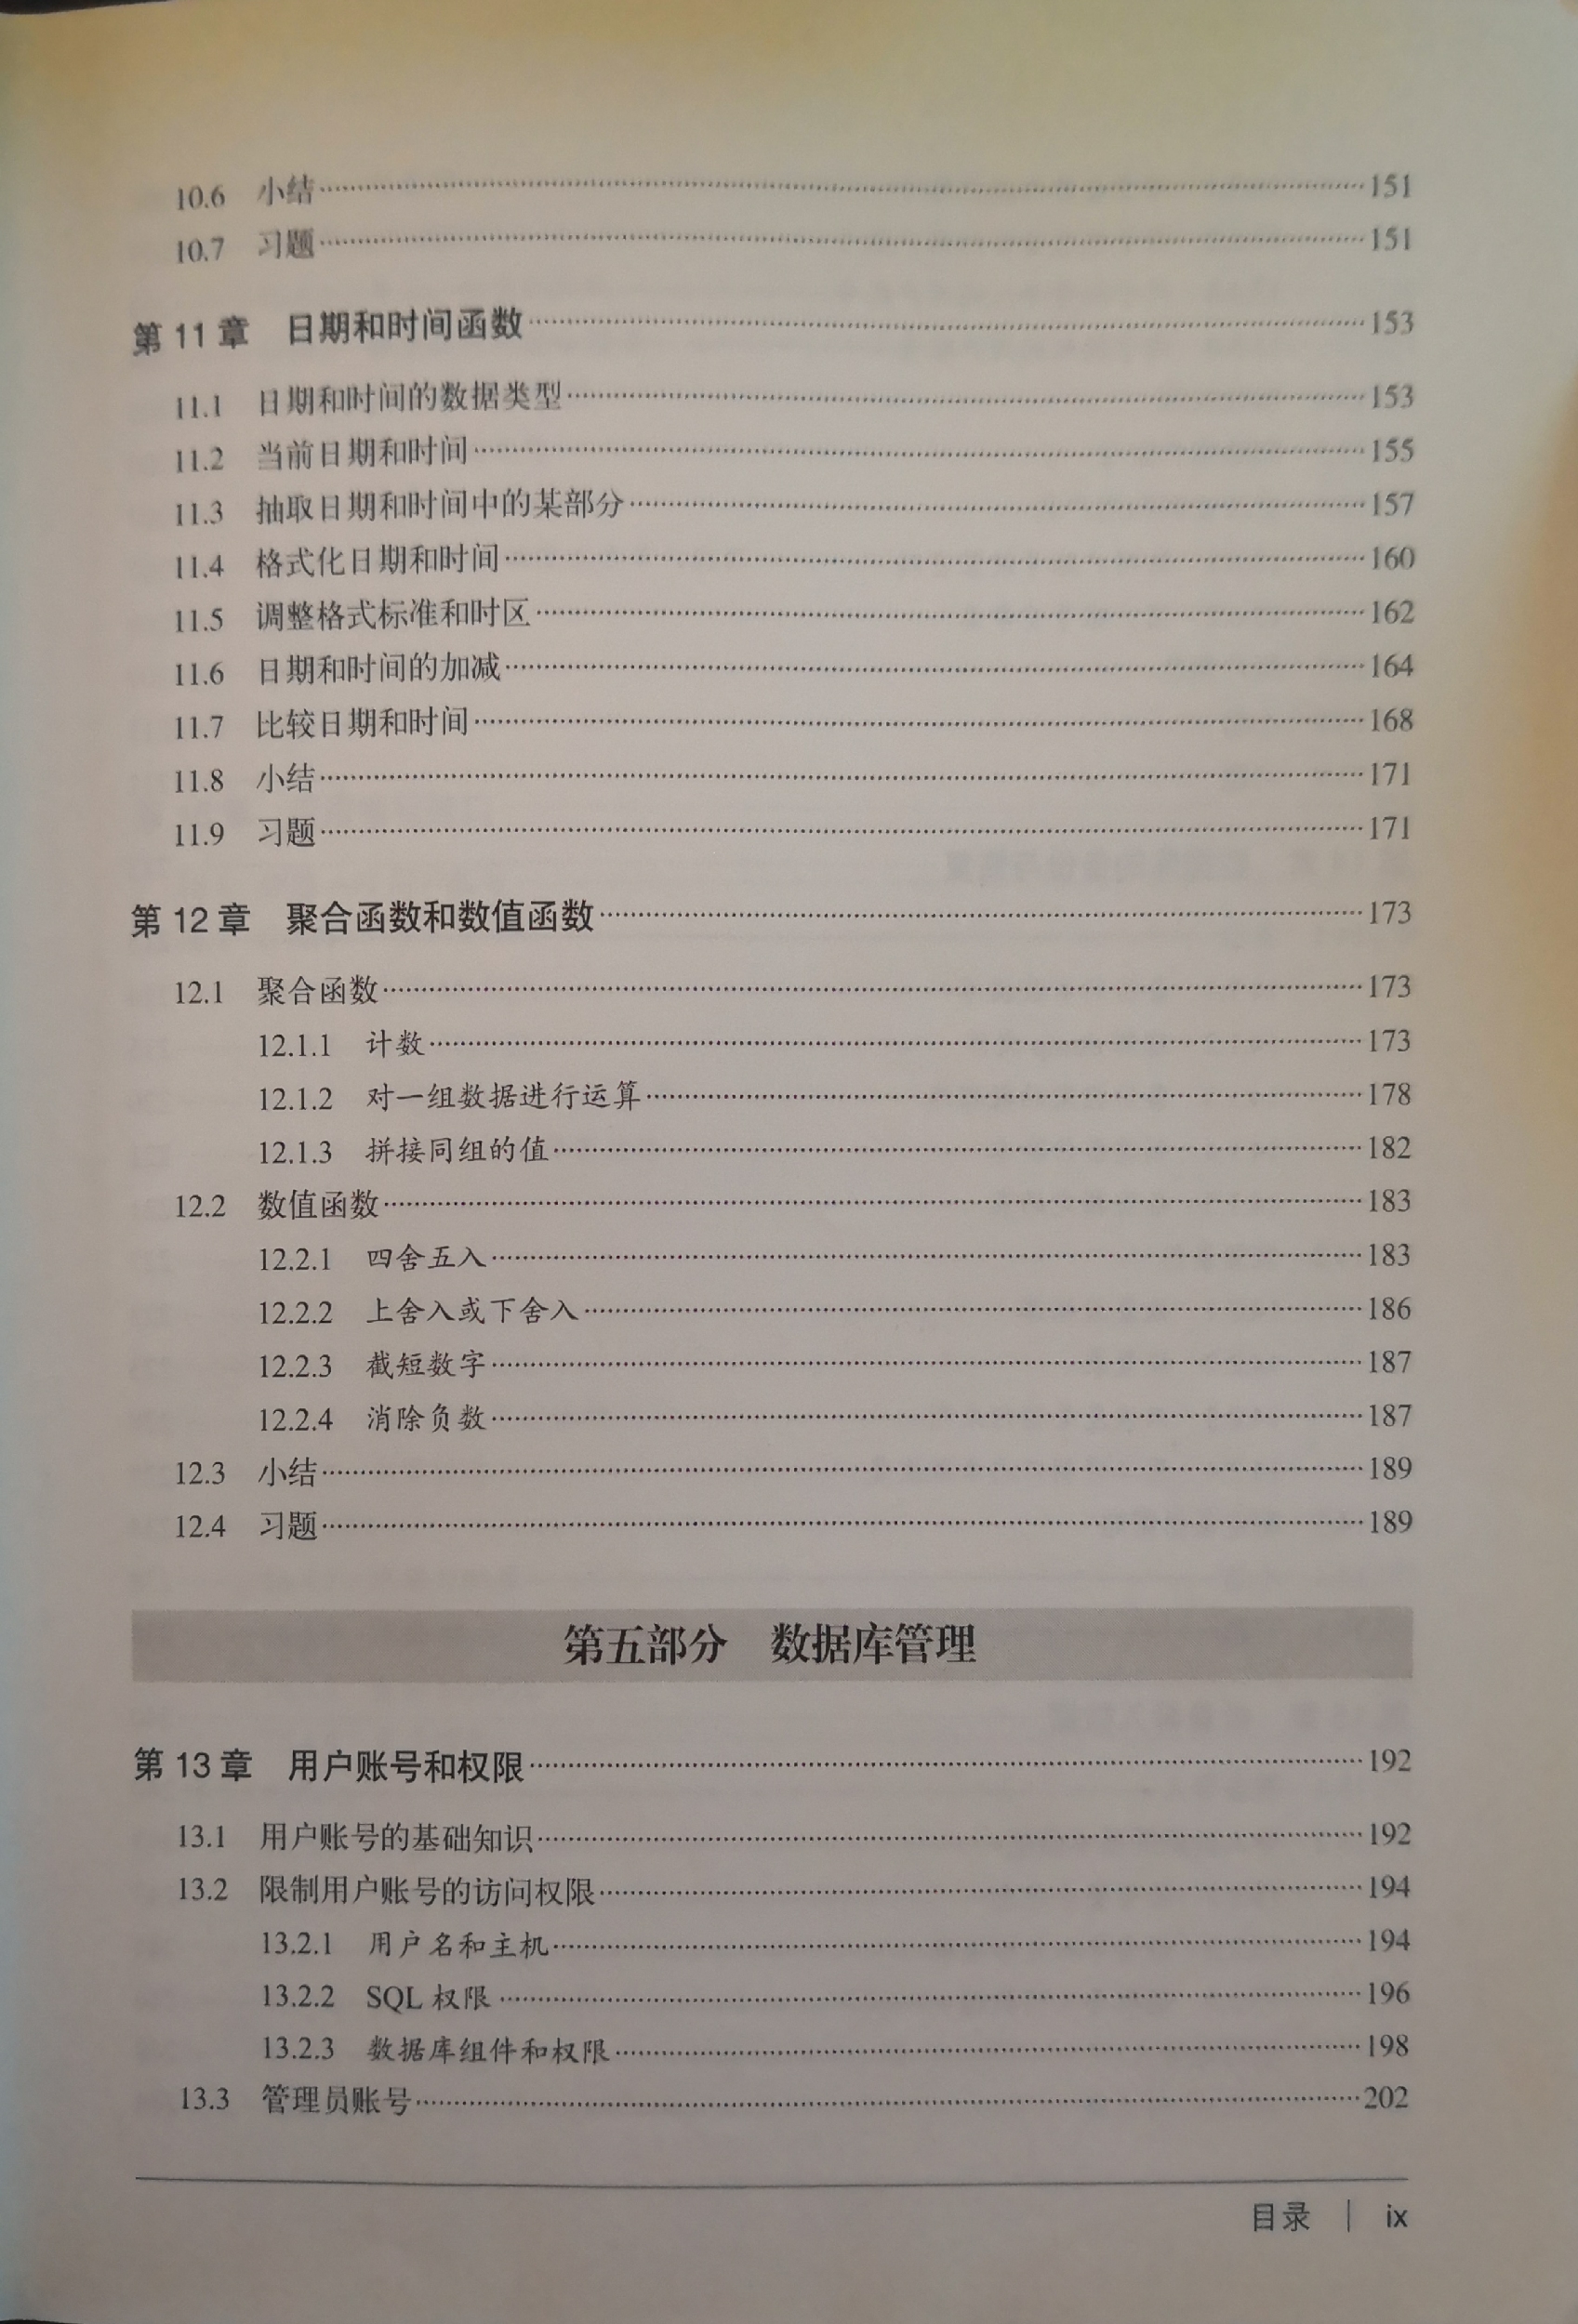 10.6 小结 151
10.7 习题 151
第 11 章 日期和时间函数 153
11.1 日期和时间的数据类型 153
11.2 当前日期和时间 155
11.3 抽取日期和时间中的某部分 157
11.4 格式化日期和时间 160
11.5 调整格式标准和时区 162
11.6 日期和时间的加减 164
11.7 比较日期和时间 168
11.8 小结 171
11.9 习题 171
第 12 章 聚合函数和数值函数 173
12.1 聚合函数 173
12.1.1 计数 173
12.1.2 对一组数据进行运算 178
12.1.3 拼接同组的值 182
12.2 数值函数 183
12.2.1 四舍五入 183
12.2.2 上舍入或下舍入 186
12.2.3 截短数字 187
12.2.4 消除负数 187
12.3 小结 189
12.4 习题 189
第五部分 数据库管理
第 13 章 用户账号和权限 192
13.1 用户账号的基础知识 192
13.2 限制用户账号的访问权限 194
13.2.1 用户名和主机 194
13.2.2 SQL 权限 196
13.2.3 数据库组件和权限 198
13.3 管理员账号 202
目录 | ix